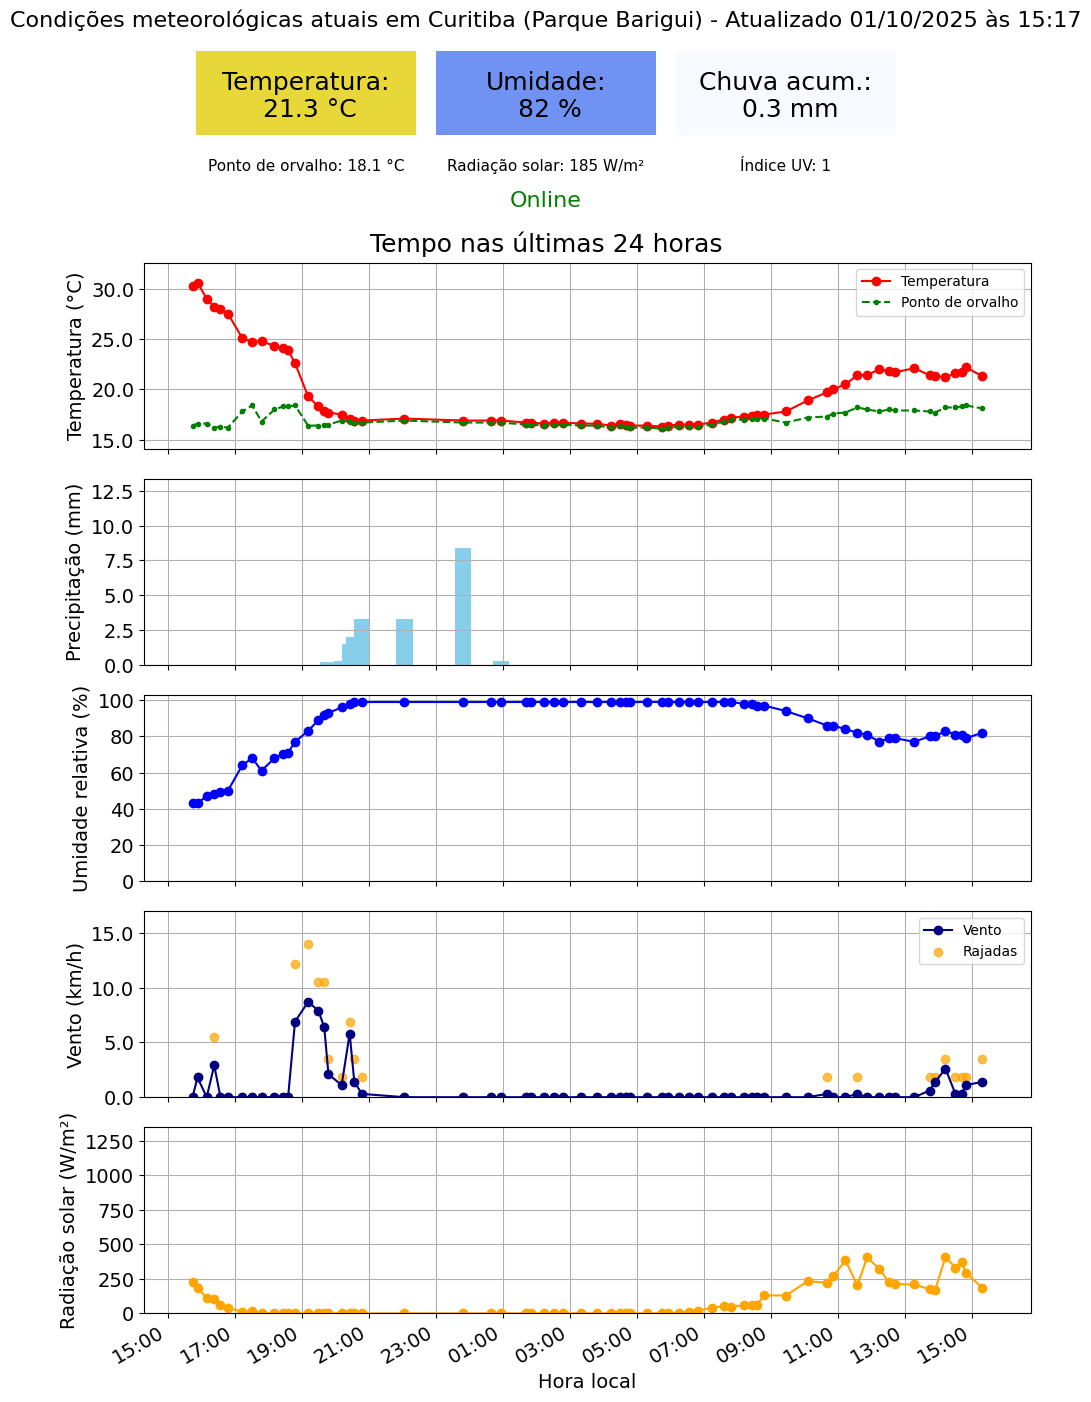 Condições meteorológicas atuais em Curitiba (Parque Barigui) - Atualizado 01/10/2025 às 15:17
Temperatura:
21.3 °C
Umidade:
82 %
Chuva acum.:
0.3 mm
Ponto de orvalho: 18.1 °C
Radiação solar: 185 W/m²
Índice UV: 1
Online
Tempo nas últimas 24 horas
Temperatura (°C)
30.0
25.0
20.0
15.0
Temperatura
Ponto de orvalho
Precipitação (mm)
12.5
10.0
7.5
5.0
2.5
0.0
Umidade relativa (%)
100
80
60
40
20
0
Vento (km/h)
15.0
10.0
5.0
0.0
Vento
Rajadas
Radiação solar (W/m²)
1250
1000
750
500
250
0
15:00
17:00
19:00
21:00
23:00
01:00
03:00
05:00
07:00
09:00
11:00
13:00
15:00
Hora local